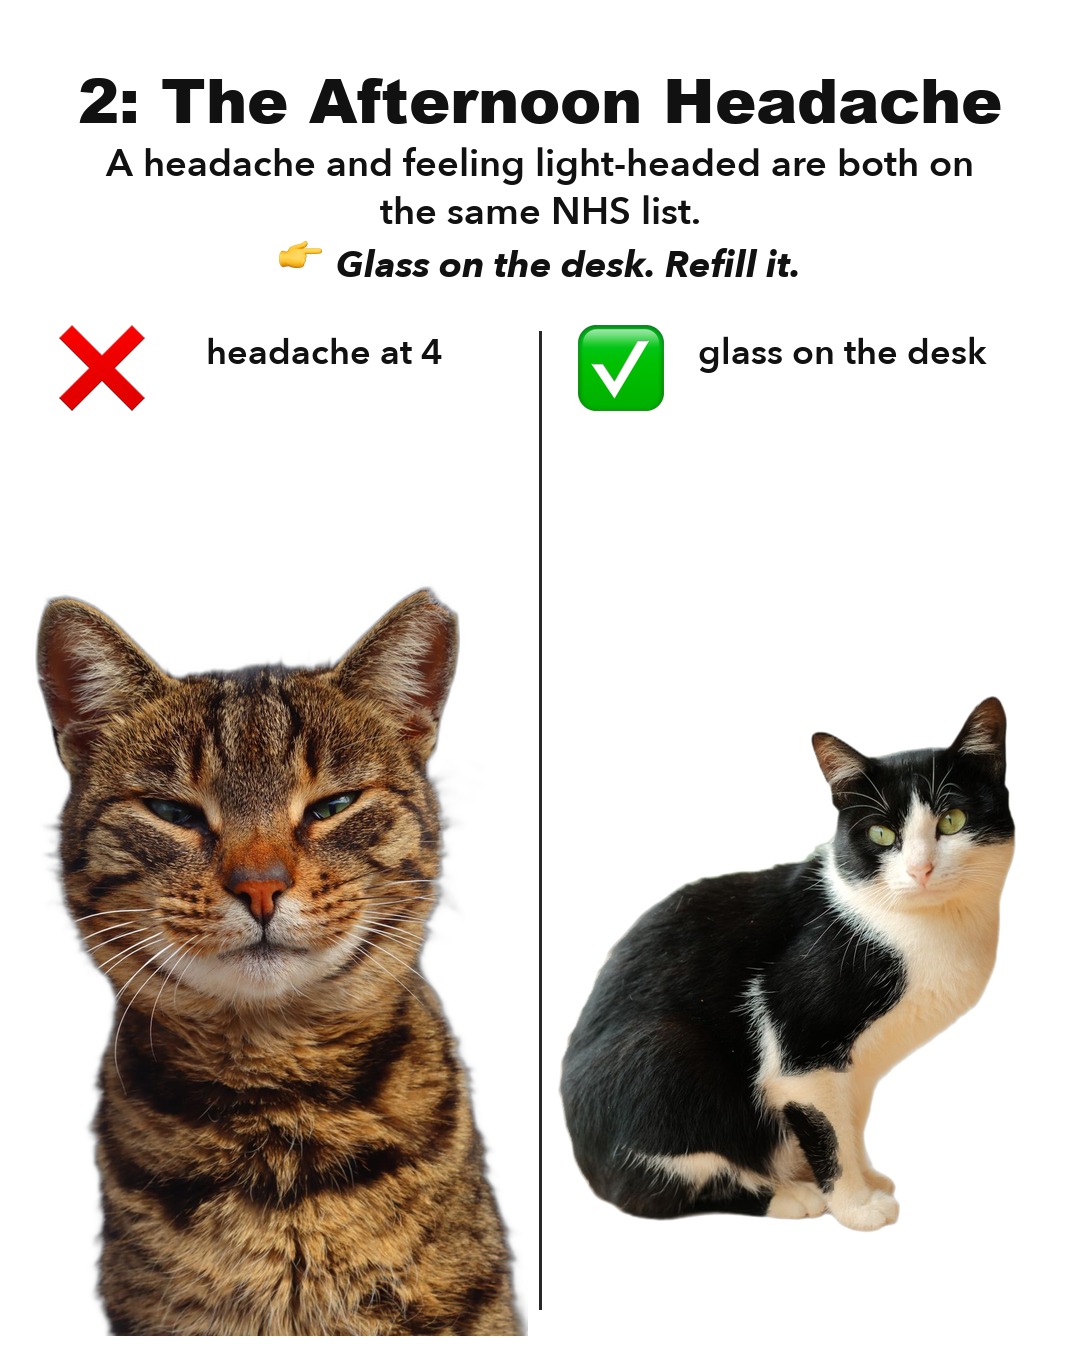 2: The Afternoon Headache
A headache and feeling light-headed are both on
the same NHS list.
👉 Glass on the desk. Refill it.
❌ headache at 4
✅ glass on the desk